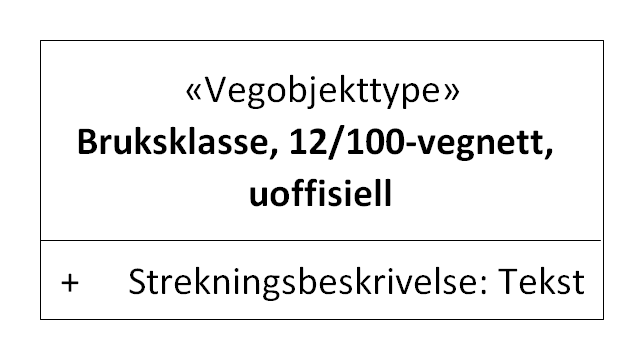 «Vegobjekttype»
Bruksklasse, 12/100-vegnett,
uoffisiell
+ Strekningsbeskrivelse: Tekst